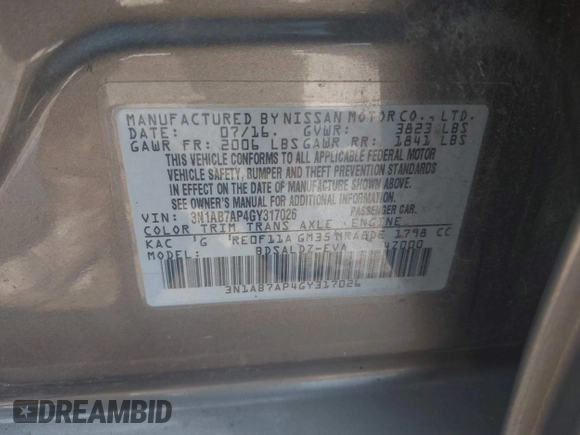 MANUFACTURED BY NISSAN MOTOR CO., LTD.
DATE: 07/16. GVWR: 3823 LBS
GAWR FR: 2006 LBS GAWR RR: 1841 LBS
THIS VEHICLE CONFORMS TO ALL APPLICABLE FEDERAL MOTOR
VEHICLE SAFETY, BUMPER AND THEFT PREVENTION STANDARDS
IN EFFECT ON THE DATE OF MANUFACTURE SHOWN ABOVE.
SEE OWNER'S MANUAL FOR ADDITIONAL INFORMATION.
VIN: 3N1AB7AP4GY317026 PASSENGER CAR.
COLOR TRIM TRANS AXLE ENGINE
KAC G RE0F11A GM35 MRA8DE 1798 CC
MODEL: BDSALDZ-EVA
3N1AB7AP4GY317026
DREAMBID